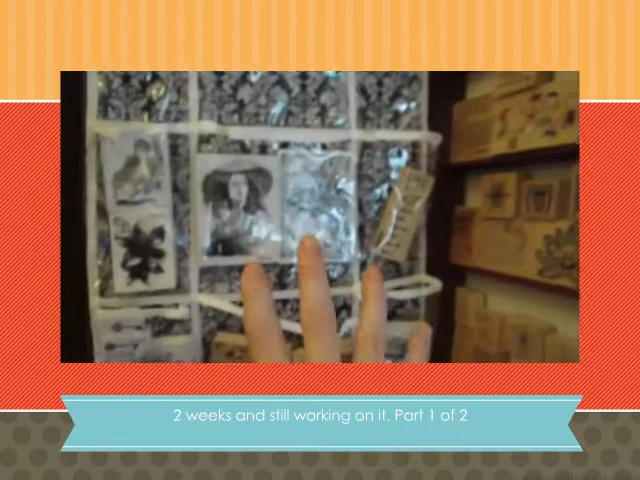 2 weeks and still working on it. Part 1 of 2